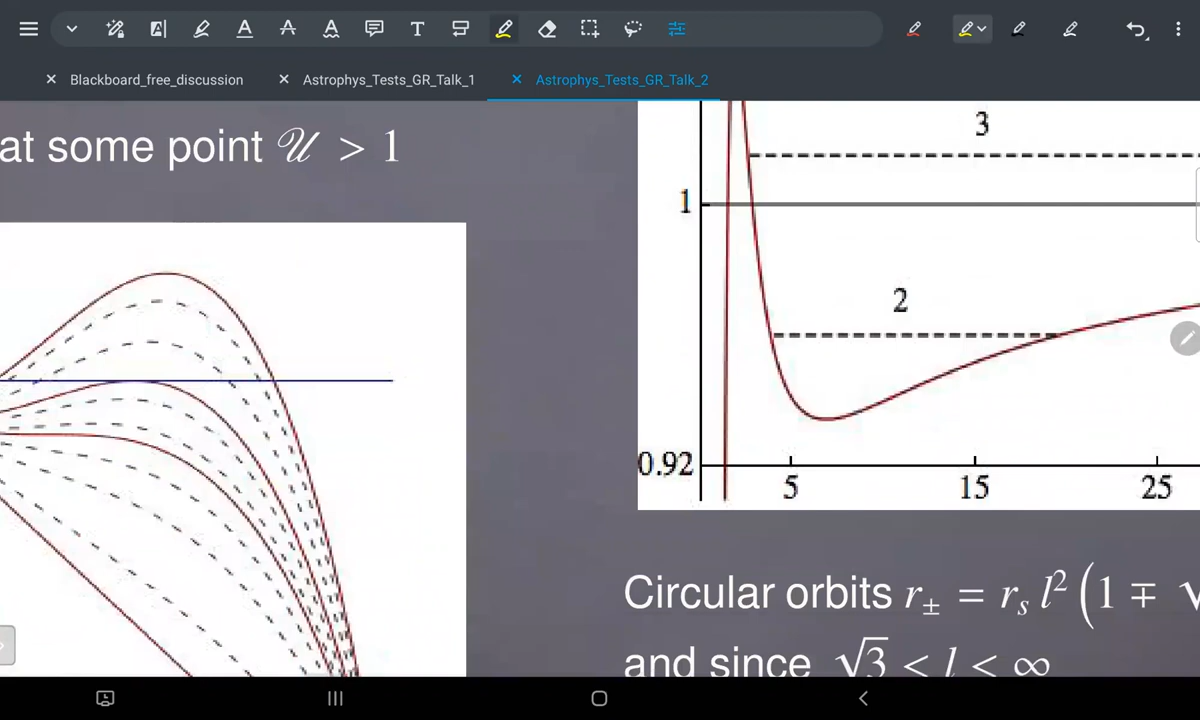 Blackboard_free_discussion
Astrophys_Tests_GR_Talk_1
Astrophys_Tests_GR_Talk_2
at some point 𝒰 > 1
3
1
2
0.92
5
15
25
Circular orbits r± = rₛ l² (1 ∓ √
and since √3 < l < ∞